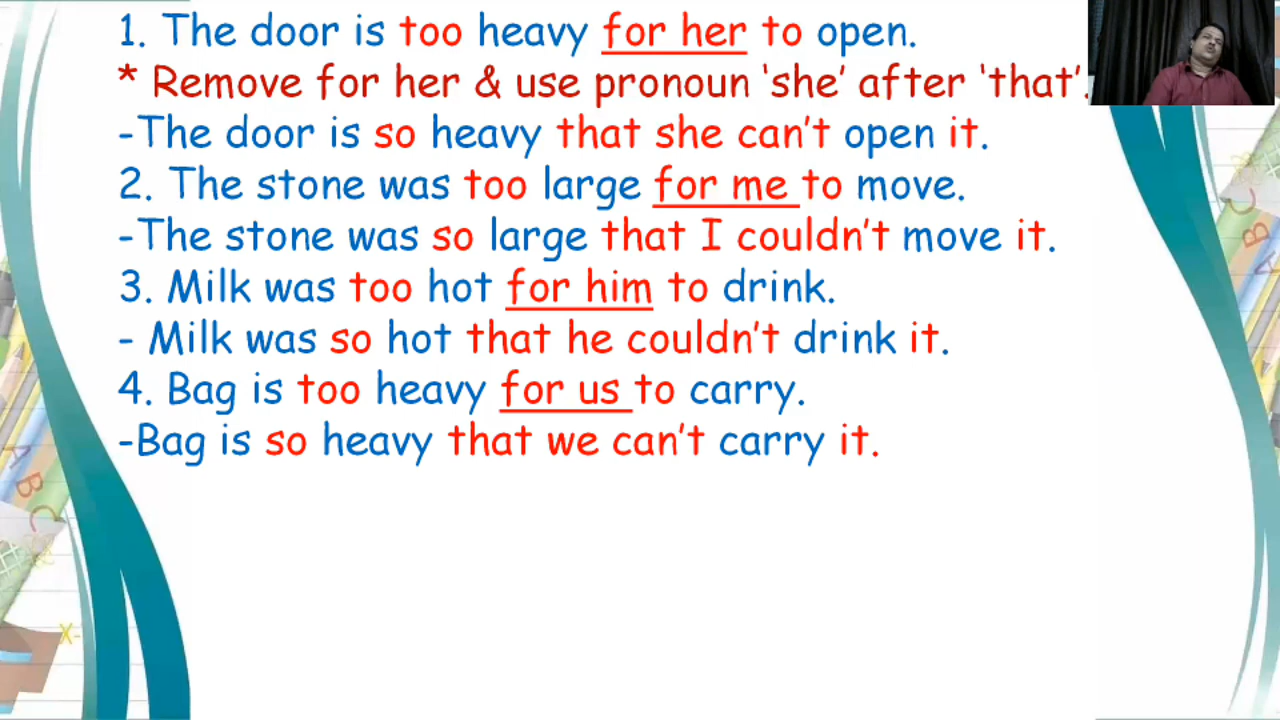 1. The door is too heavy for her to open.
* Remove for her & use pronoun ‘she’ after ‘that’.
-The door is so heavy that she can’t open it.
2. The stone was too large for me to move.
-The stone was so large that I couldn’t move it.
3. Milk was too hot for him to drink.
- Milk was so hot that he couldn’t drink it.
4. Bag is too heavy for us to carry.
-Bag is so heavy that we can’t carry it.
A
B
C
X-
B